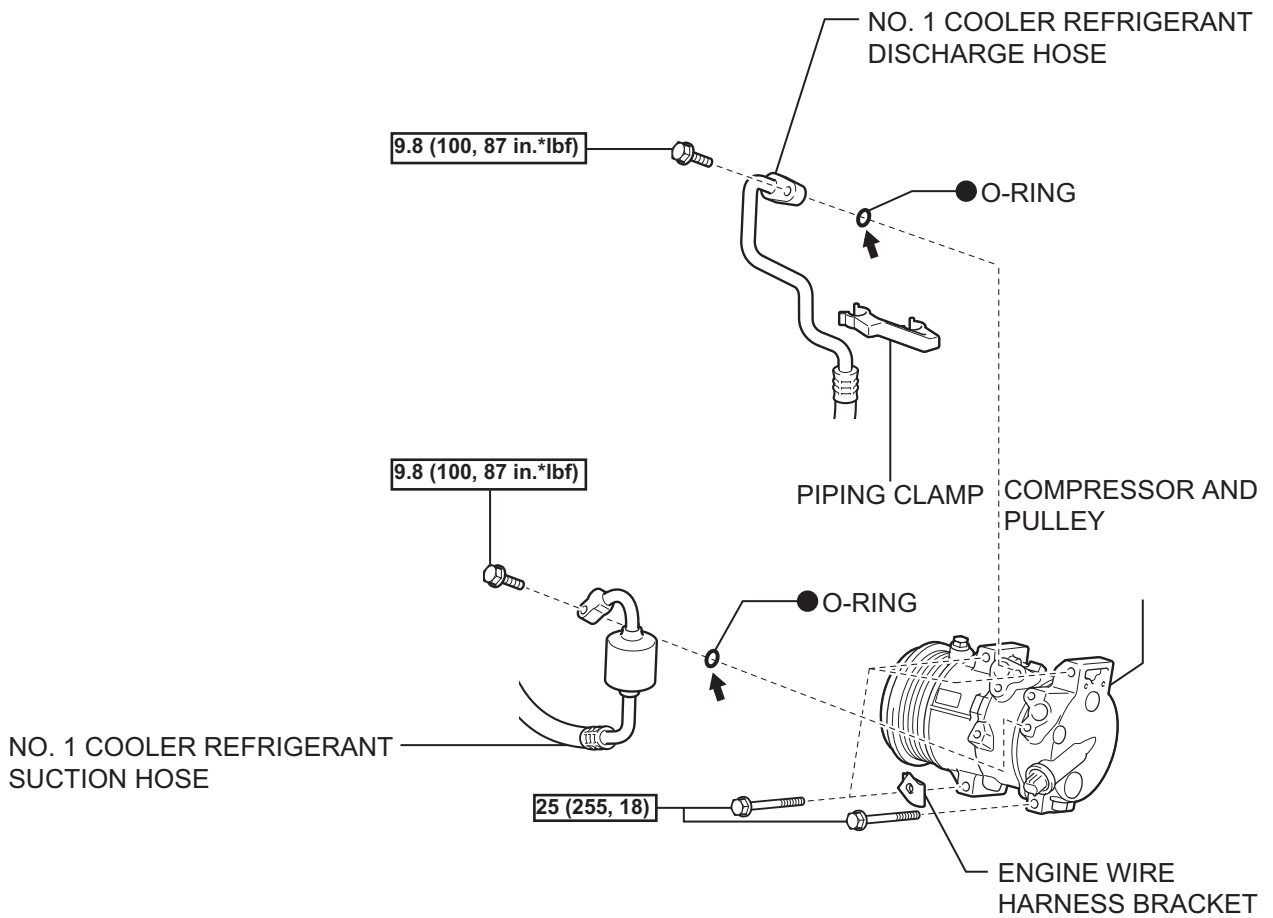 NO. 1 COOLER REFRIGERANT
DISCHARGE HOSE
9.8 (100, 87 in.*lbf)
O-RING
9.8 (100, 87 in.*lbf)
PIPING CLAMP
COMPRESSOR AND
PULLEY
O-RING
NO. 1 COOLER REFRIGERANT
SUCTION HOSE
25 (255, 18)
ENGINE WIRE
HARNESS BRACKET